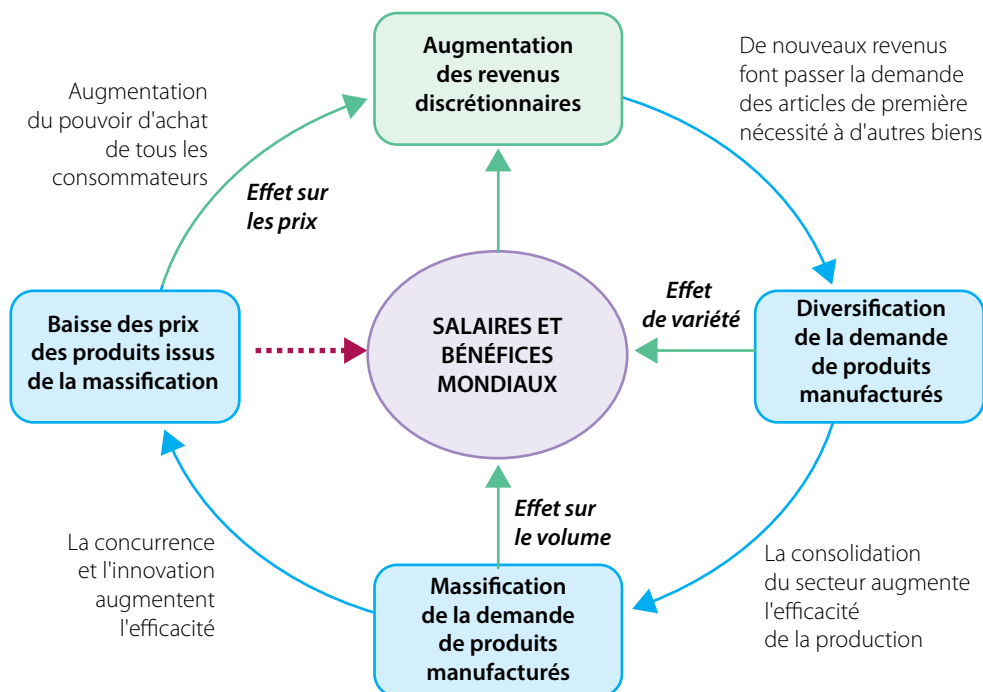 Augmentation
des revenus
discrétionnaires
De nouveaux revenus
font passer la demande
des articles de première
nécessité à d'autres biens
Augmentation
du pouvoir d'achat
de tous les
consommateurs
Effet sur
les prix
Baisse des prix
des produits issus
de la massification
SALAIRES ET
BÉNÉFICES
MONDIAUX
Effet
de variété
Diversification
de la demande
de produits
manufacturés
Effet sur
le volume
La concurrence
et l'innovation
augmentent
l'efficacité
Massification
de la demande
de produits
manufacturés
La consolidation
du secteur augmente
l'efficacité
de la production